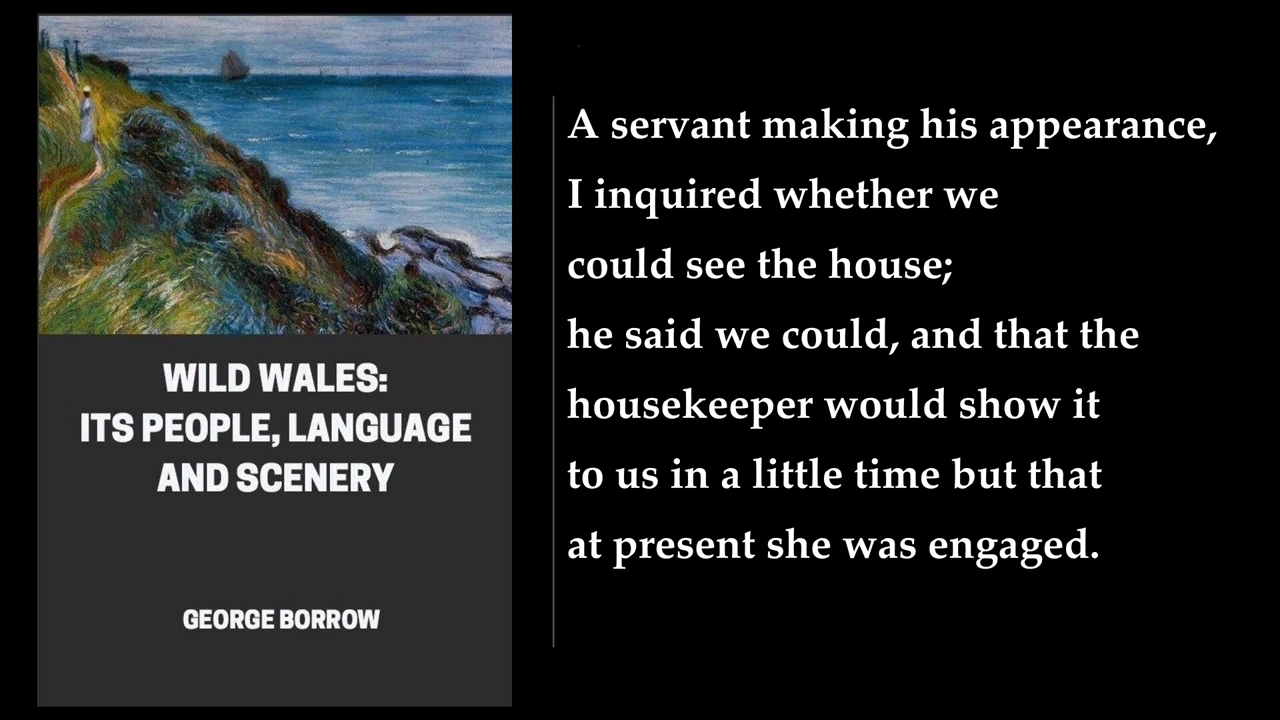 WILD WALES:
ITS PEOPLE, LANGUAGE
AND SCENERY
GEORGE BORROW
A servant making his appearance,
I inquired whether we
could see the house;
he said we could, and that the
housekeeper would show it
to us in a little time but that
at present she was engaged.